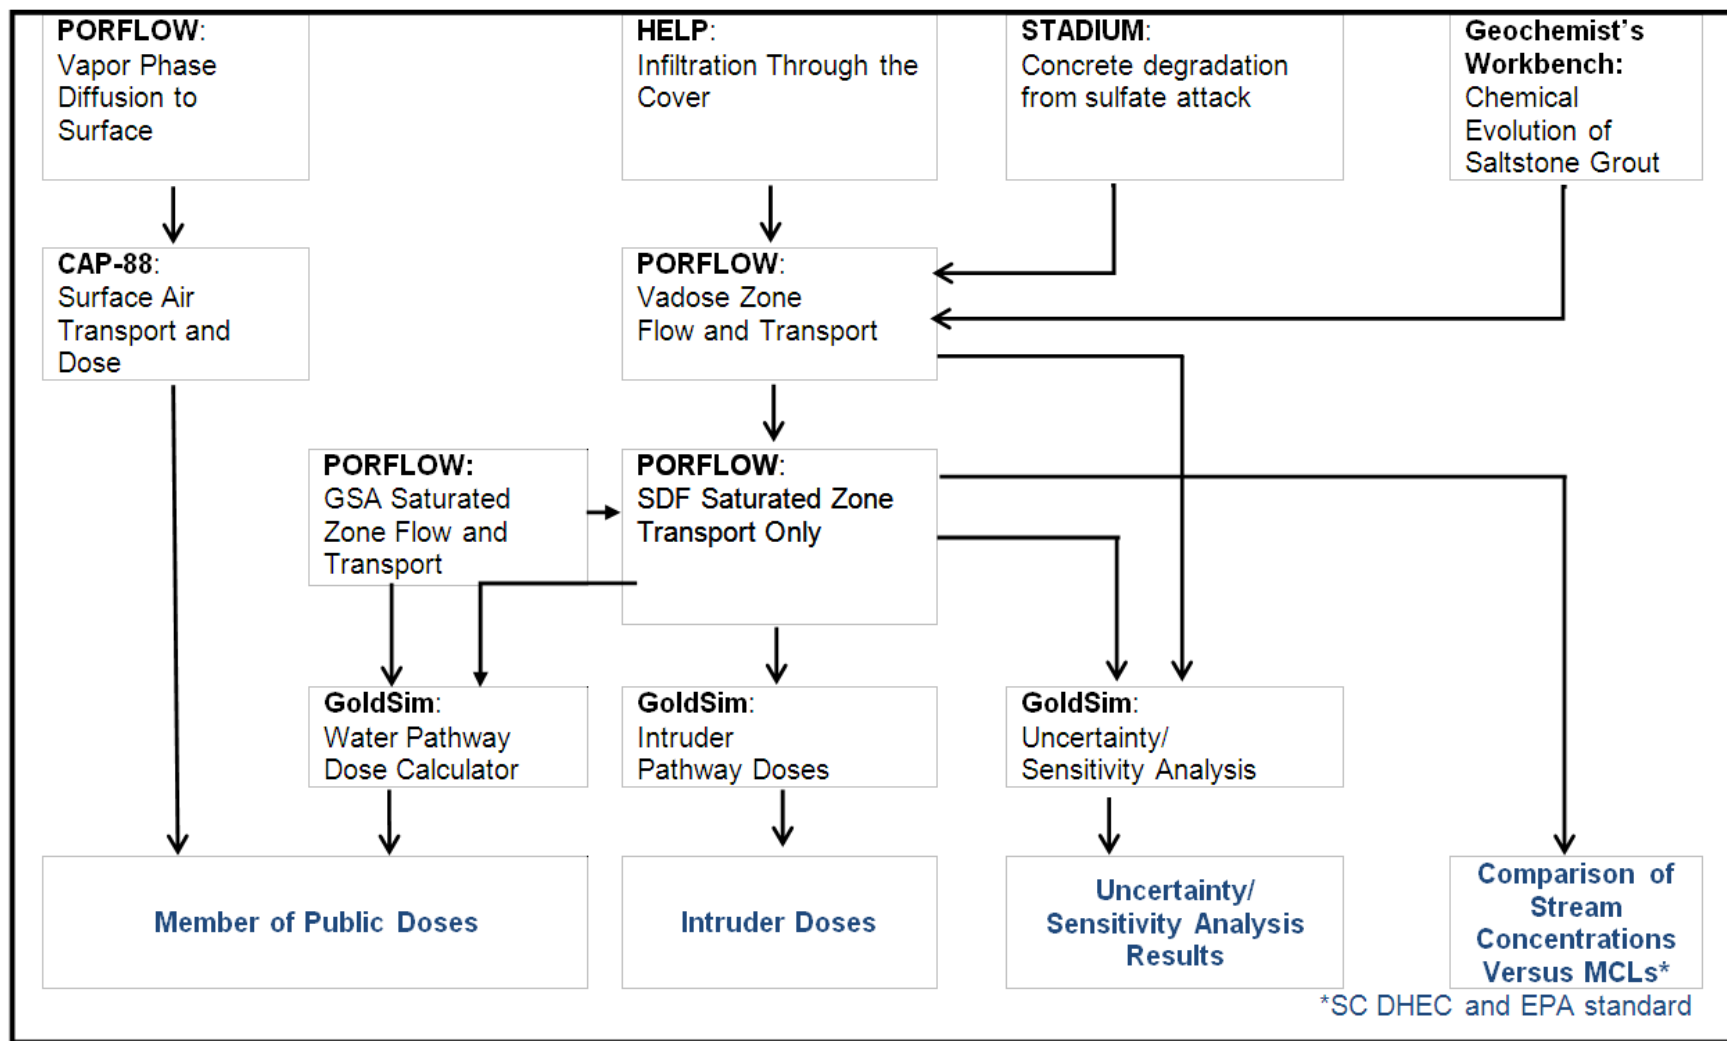 PORFLOW:
Vapor Phase
Diffusion to
Surface
HELP:
Infiltration Through the
Cover
STADIUM:
Concrete degradation
from sulfate attack
Geochemist's
Workbench:
Chemical
Evolution of
Saltstone Grout
CAP-88:
Surface Air
Transport and
Dose
PORFLOW:
Vadose Zone
Flow and Transport
PORFLOW:
GSA Saturated
Zone Flow and
Transport
PORFLOW:
SDF Saturated Zone
Transport Only
GoldSim:
Water Pathway
Dose Calculator
GoldSim:
Intruder
Pathway Doses
GoldSim:
Uncertainty/
Sensitivity Analysis
Member of Public Doses
Intruder Doses
Uncertainty/
Sensitivity Analysis
Results
Comparison of
Stream
Concentrations
Versus MCLs*
*SC DHEC and EPA standard